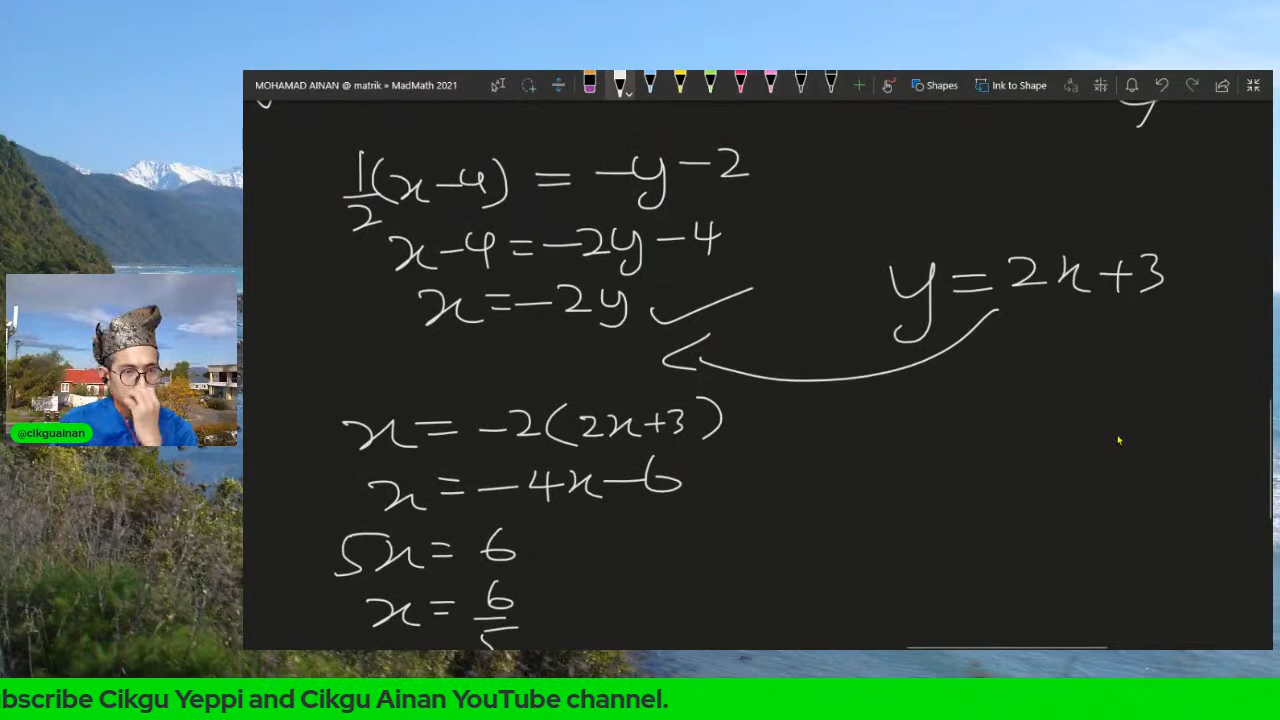 MOHAMAD AINAN @ matrik » MadMath 2021
Shapes
Ink to Shape
1/2(x-4) = -y-2
x-4=-2y-4
x=-2y ✓
y=2x+3
x= -2(2x+3)
x=-4x-6
5x= 6
x= 6/5
@cikguainan
ubscribe Cikgu Yeppi and Cikgu Ainan YouTube channel.